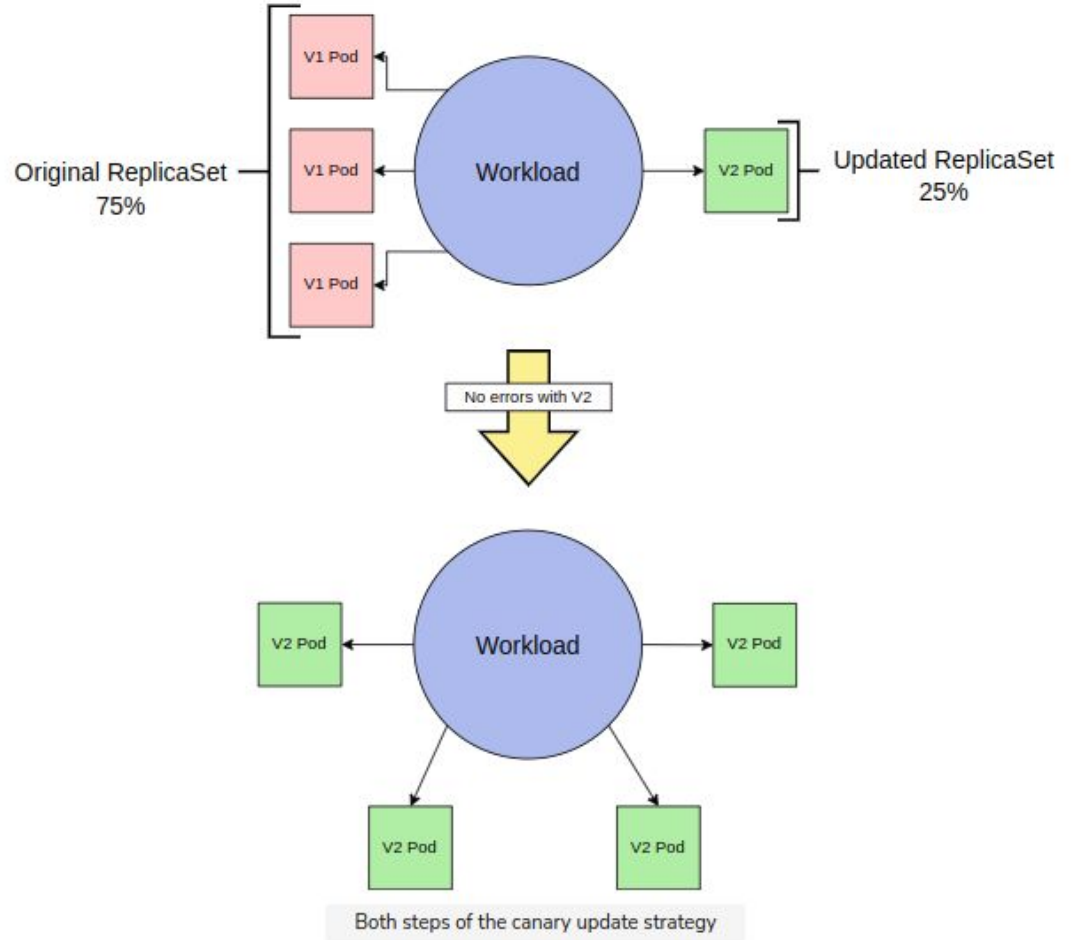 V1 Pod
Original ReplicaSet
75%
V1 Pod
V1 Pod
Workload
V2 Pod
Updated ReplicaSet
25%
No errors with V2
Workload
V2 Pod
V2 Pod
V2 Pod
V2 Pod
Both steps of the canary update strategy